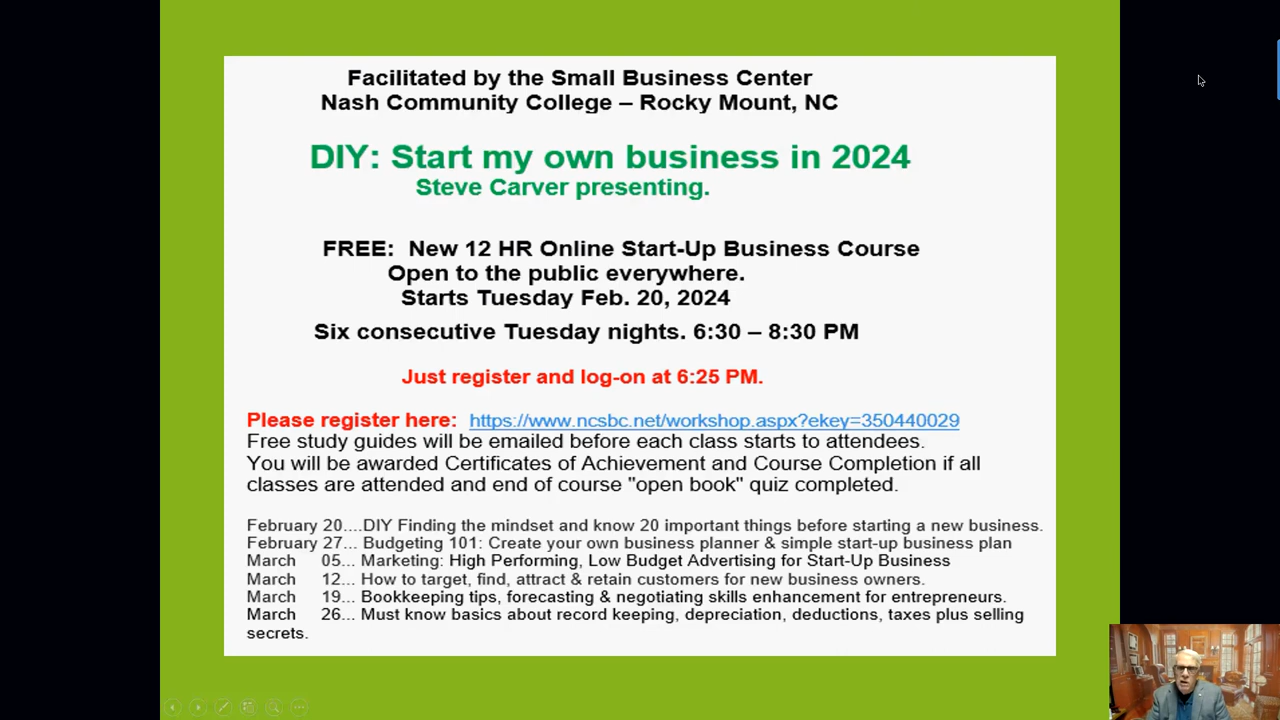 Facilitated by the Small Business Center
Nash Community College – Rocky Mount, NC
DIY: Start my own business in 2024
Steve Carver presenting.
FREE:  New 12 HR Online Start-Up Business Course
Open to the public everywhere.
Starts Tuesday Feb. 20, 2024
Six consecutive Tuesday nights. 6:30 – 8:30 PM
Just register and log-on at 6:25 PM.
Please register here:  https://www.ncsbc.net/workshop.aspx?ekey=350440029
Free study guides will be emailed before each class starts to attendees.
You will be awarded Certificates of Achievement and Course Completion if all
classes are attended and end of course "open book" quiz completed.
February 20....DIY Finding the mindset and know 20 important things before starting a new business.
February 27... Budgeting 101: Create your own business planner & simple start-up business plan
March 05... Marketing: High Performing, Low Budget Advertising for Start-Up Business
March 12... How to target, find, attract & retain customers for new business owners.
March 19... Bookkeeping tips, forecasting & negotiating skills enhancement for entrepreneurs.
March 26... Must know basics about record keeping, depreciation, deductions, taxes plus selling
secrets.